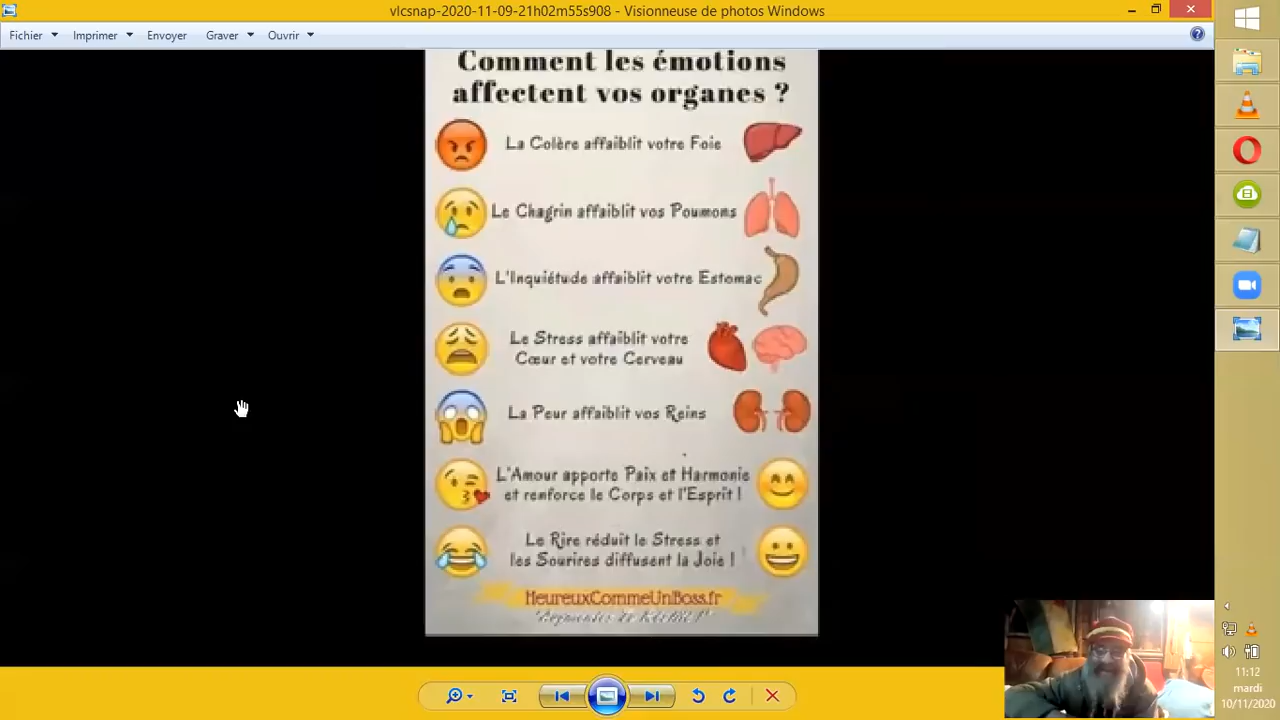 vlcsnap-2020-11-09-21h02m55s908 - Visionneuse de photos Windows
Fichier Imprimer Envoyer Graver Ouvrir
Comment les émotions
affectent vos organes ?
La Colère affaiblit votre Foie
Le Chagrin affaiblit vos Poumons
L'Inquiétude affaiblit votre Estomac
Le Stress affaiblit votre
Cœur et votre Cerveau
La Peur affaiblit vos Reins
L'Amour apporte Paix et Harmonie
et renforce le Corps et l'Esprit !
Le Rire réduit le Stress et
les Sourires diffusent la Joie !
HeureuxCommeUnBoss.fr
11:12
mardi
10/11/2020